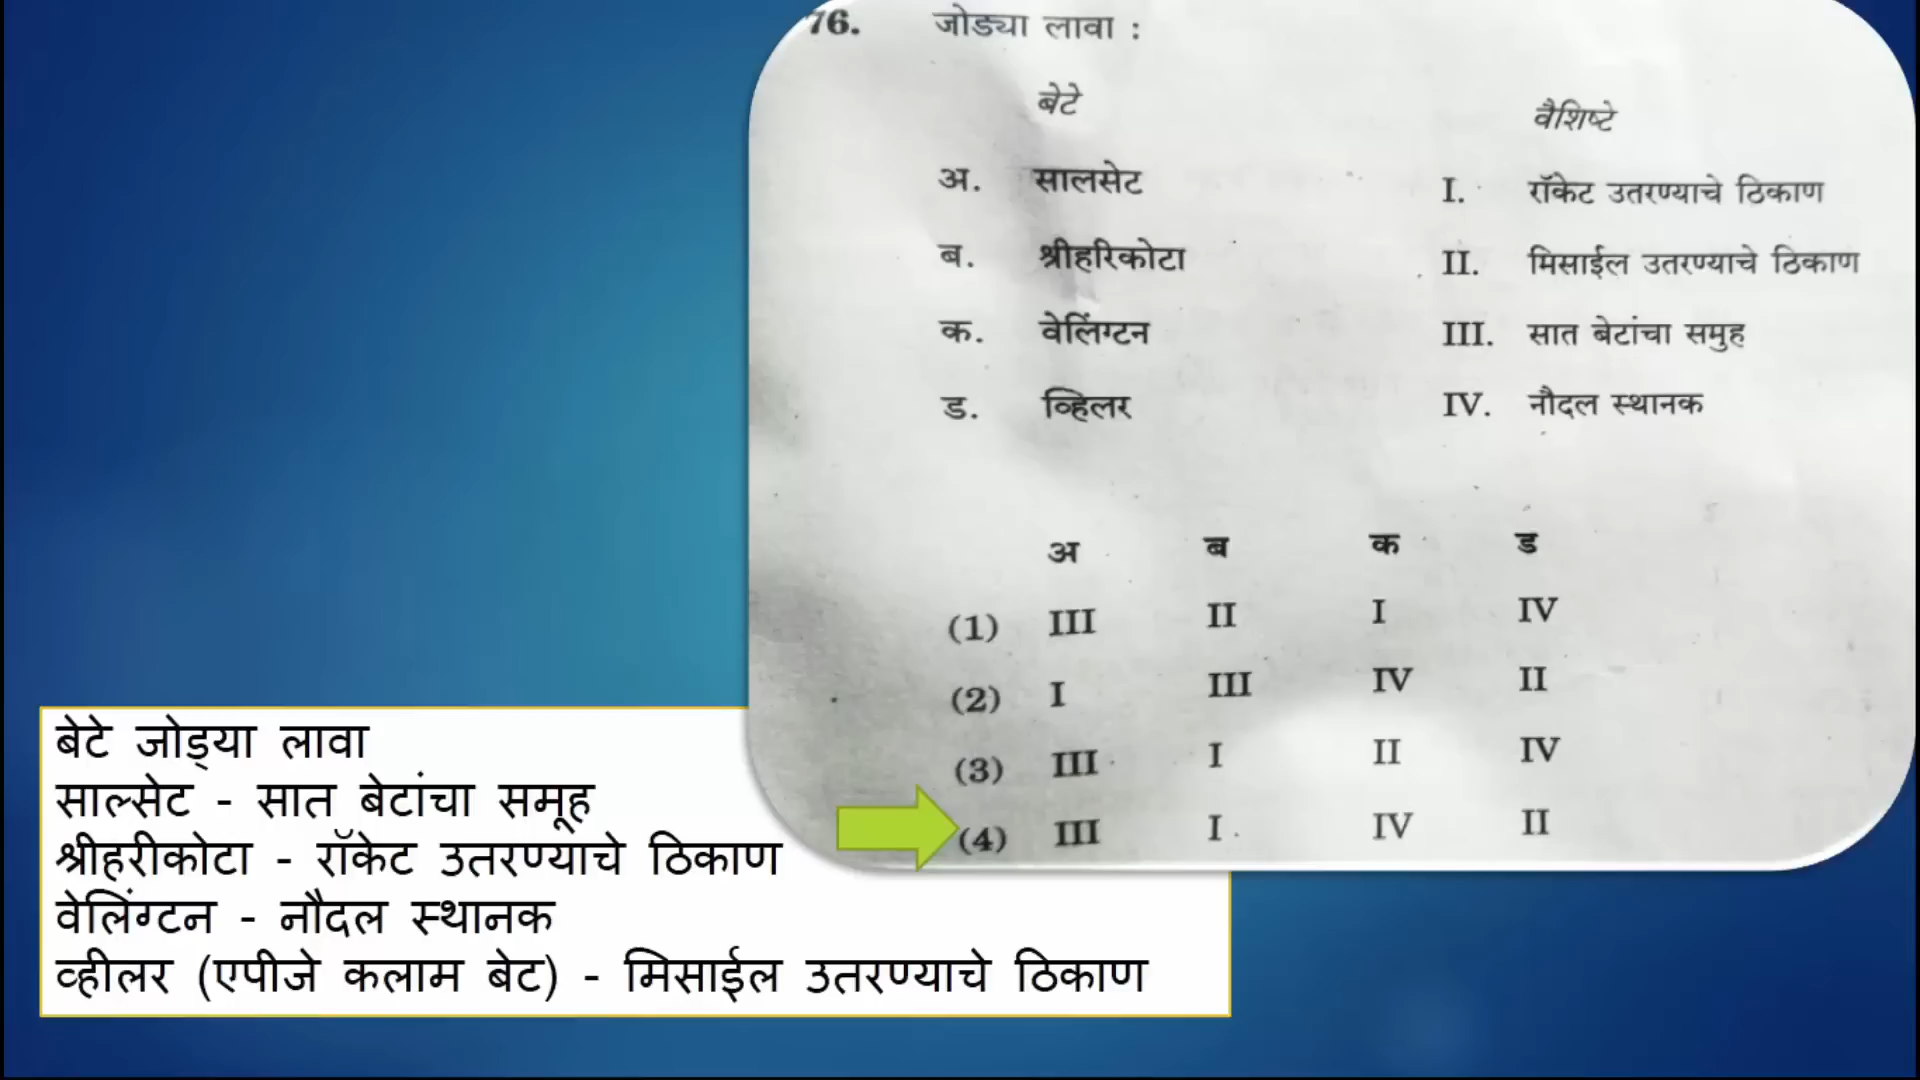 76. जोड्या लावा :
बेटे वैशिष्टे
अ. सालसेट I. रॉकेट उतरण्याचे ठिकाण
ब. श्रीहरिकोटा II. मिसाईल उतरण्याचे ठिकाण
क. वेलिंग्टन III. सात बेटांचा समुह
ड. व्हिलर IV. नौदल स्थानक
अ ब क ड
(1) III II I IV
(2) I III IV II
(3) III I II IV
(4) III I IV II
बेटे जोड्या लावा
साल्सेट - सात बेटांचा समूह
श्रीहरीकोटा - रॉकेट उतरण्याचे ठिकाण
वेलिंग्टन - नौदल स्थानक
व्हीलर (एपीजे कलाम बेट) - मिसाईल उतरण्याचे ठिकाण